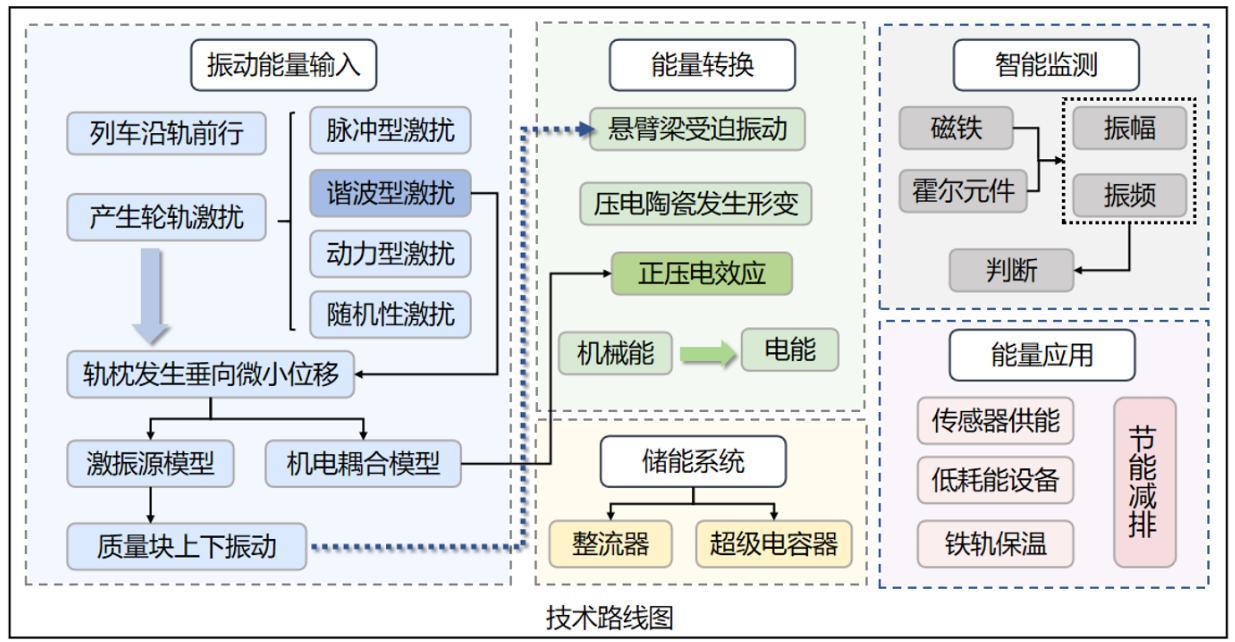 振动能量输入
列车沿轨前行
产生轮轨激扰
脉冲型激扰
谐波型激扰
动力型激扰
随机性激扰
轨枕发生垂向微小位移
激振源模型
机电耦合模型
质量块上下振动
能量转换
悬臂梁受迫振动
压电陶瓷发生形变
正压电效应
机械能
电能
储能系统
整流器
超级电容器
智能监测
磁铁
霍尔元件
振幅
振频
判断
能量应用
传感器供能
低耗能设备
铁轨保温
节能减排
技术路线图